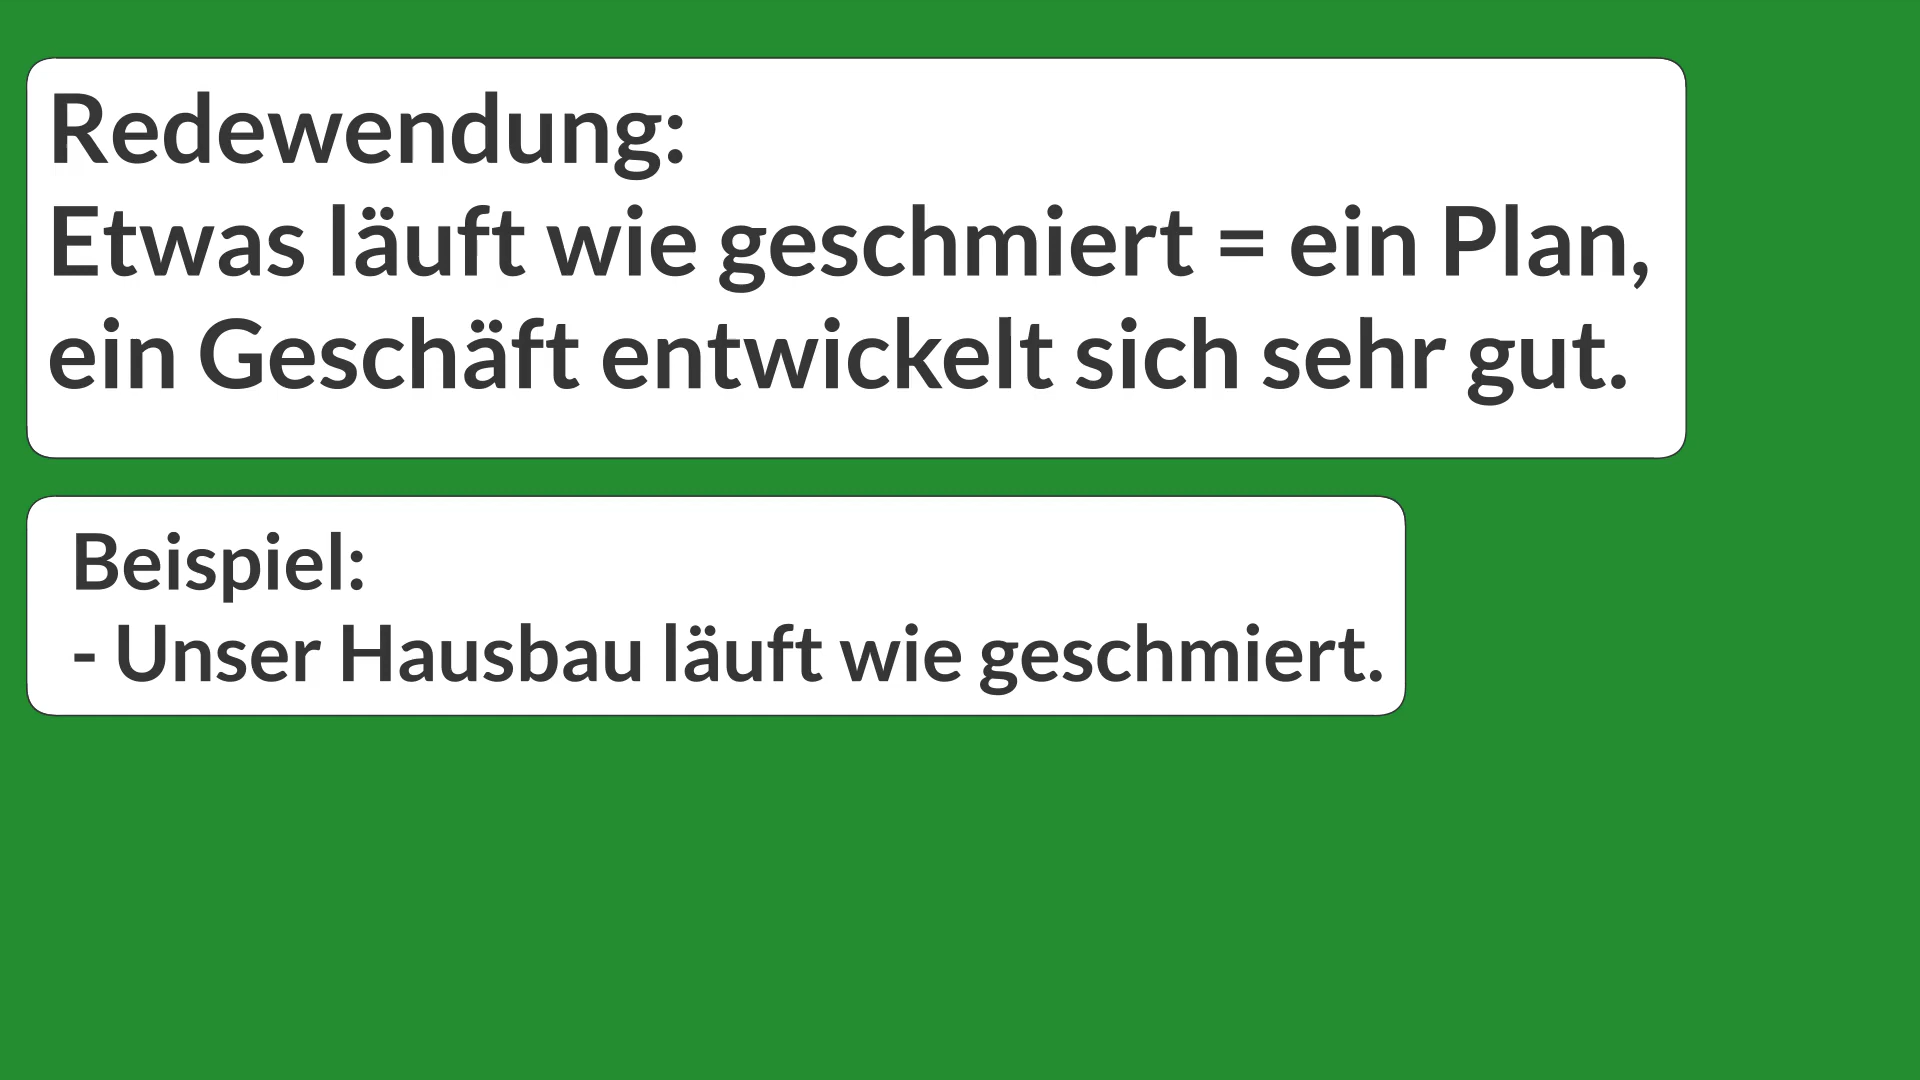 Redewendung:
Etwas läuft wie geschmiert = ein Plan,
ein Geschäft entwickelt sich sehr gut.
Beispiel:
- Unser Hausbau läuft wie geschmiert.